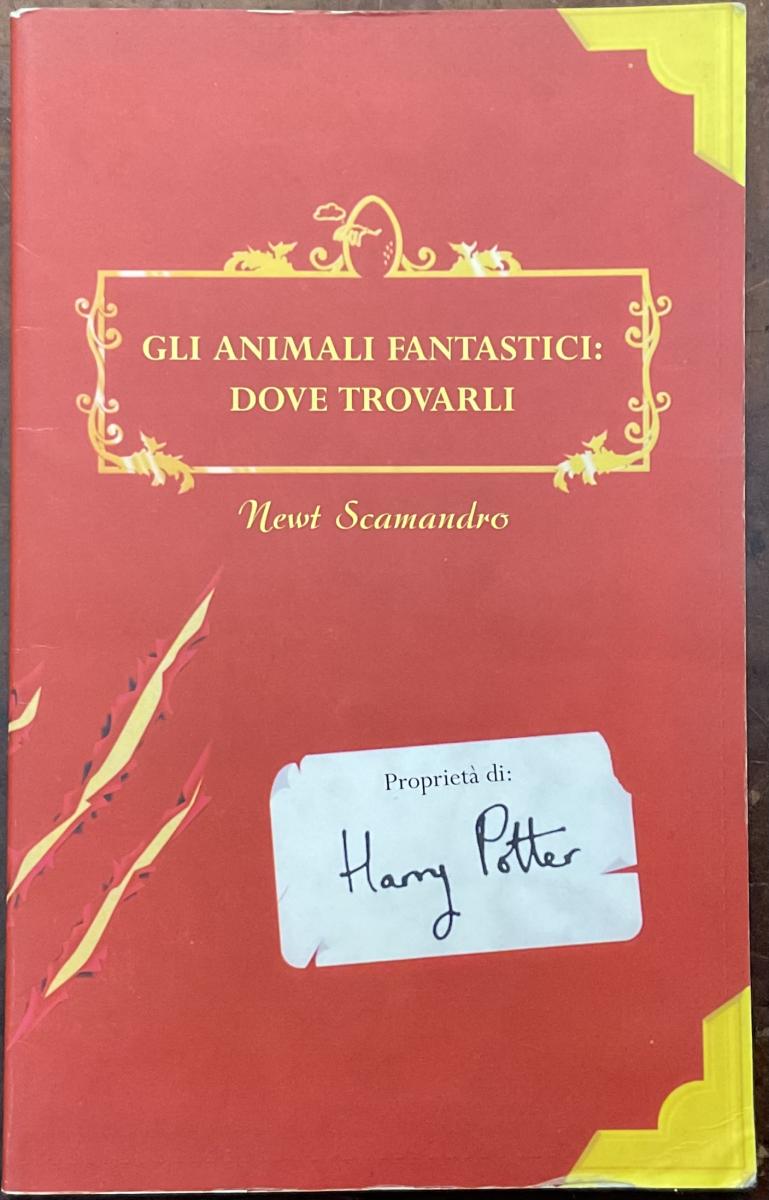 GLI ANIMALI FANTASTICI:
DOVE TROVARLI
Newt Scamandro
Proprietà di:
Harry Potter